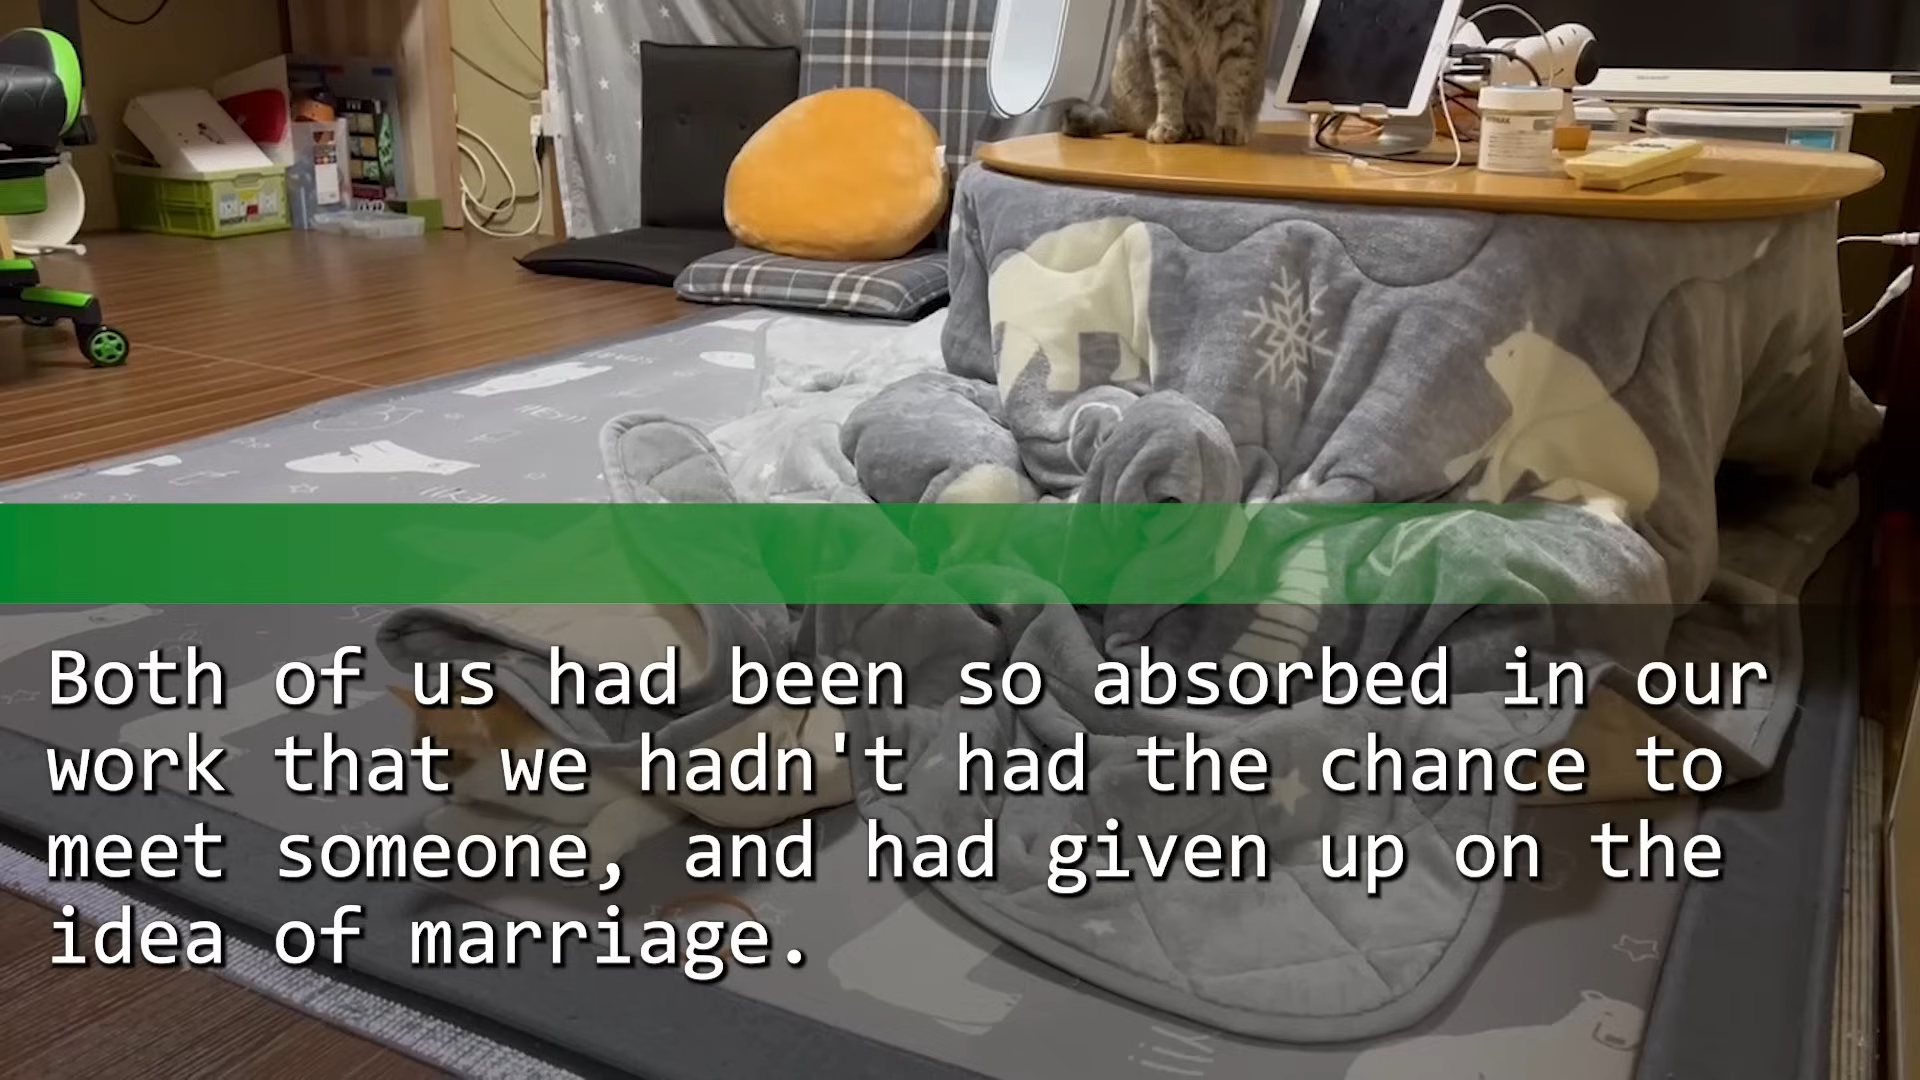 Both of us had been so absorbed in our
work that we hadn't had the chance to
meet someone, and had given up on the
idea of marriage.